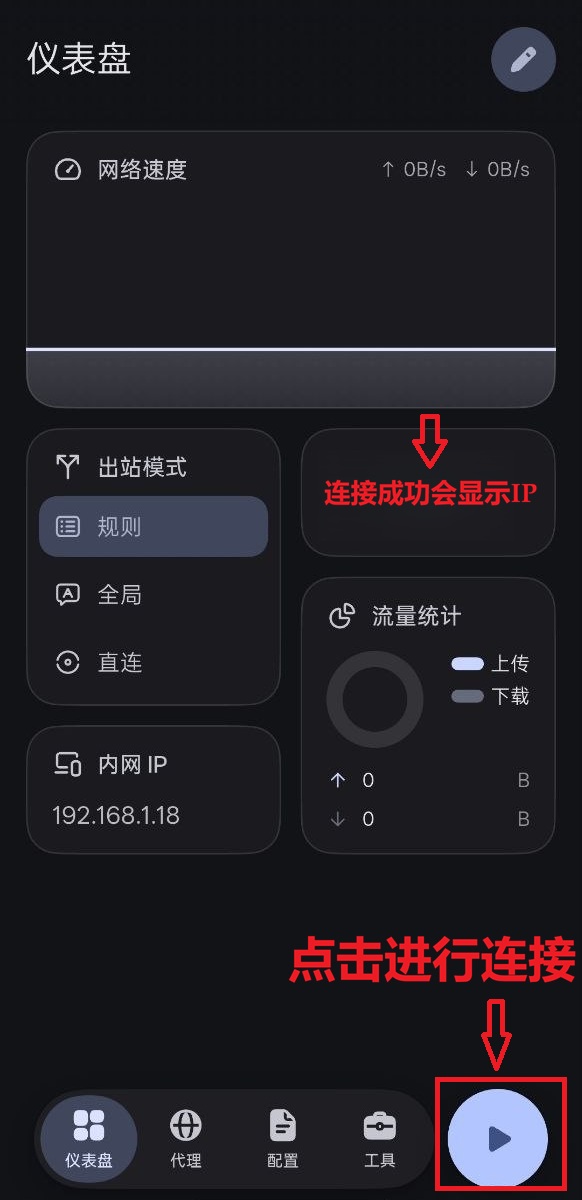 仪表盘
网络速度 ↑ 0B/s ↓ 0B/s
出站模式
规则
全局
直连
连接成功会显示IP
流量统计
上传
下载
↑ 0 B
↓ 0 B
内网 IP
192.168.1.18
点击进行连接
仪表盘 代理 配置 工具